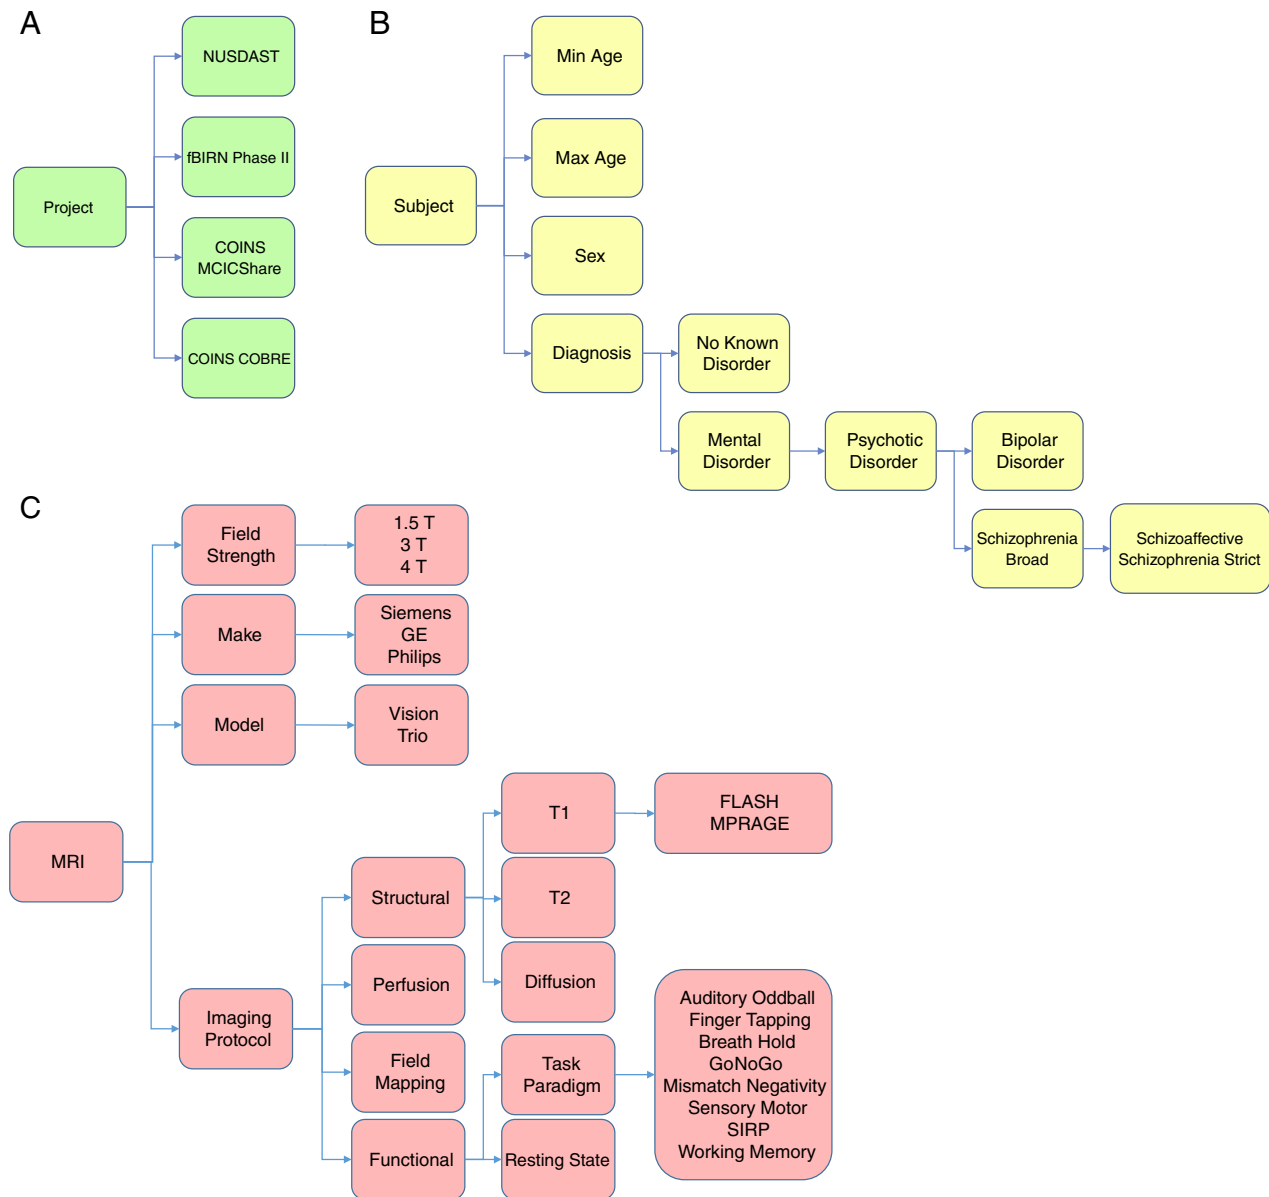 A
NUSDAST
fBIRN Phase II
Project
COINS
MCICShare
COINS COBRE
B
Min Age
Max Age
Subject
Sex
Diagnosis
No Known
Disorder
Mental
Disorder
Psychotic
Disorder
Bipolar
Disorder
Schizophrenia
Broad
Schizoaffective
Schizophrenia Strict
C
Field
Strength
1.5 T
3 T
4 T
Make
Siemens
GE
Philips
Model
Vision
Trio
MRI
Imaging
Protocol
Structural
T1
FLASH
MPRAGE
T2
Diffusion
Perfusion
Field
Mapping
Functional
Task
Paradigm
Auditory Oddball
Finger Tapping
Breath Hold
GoNoGo
Mismatch Negativity
Sensory Motor
SIRP
Working Memory
Resting State